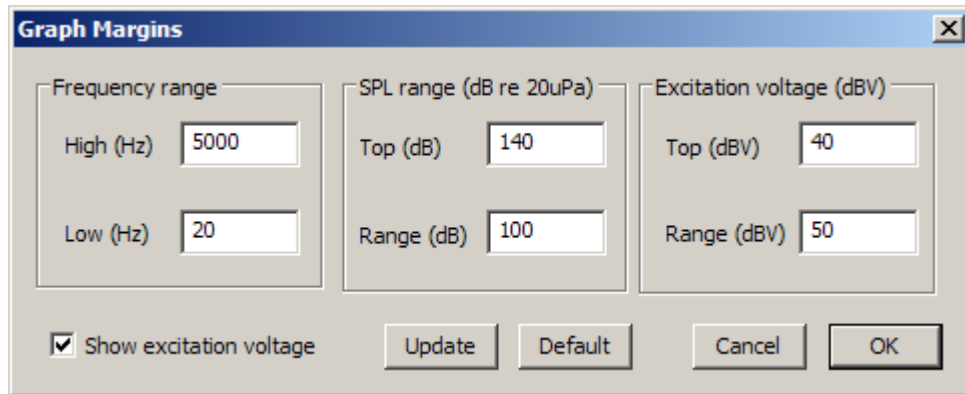 Graph Margins
Frequency range
High (Hz) 5000
Low (Hz) 20
SPL range (dB re 20uPa)
Top (dB) 140
Range (dB) 100
Excitation voltage (dBV)
Top (dBV) 40
Range (dBV) 50
Show excitation voltage
Update
Default
Cancel
OK